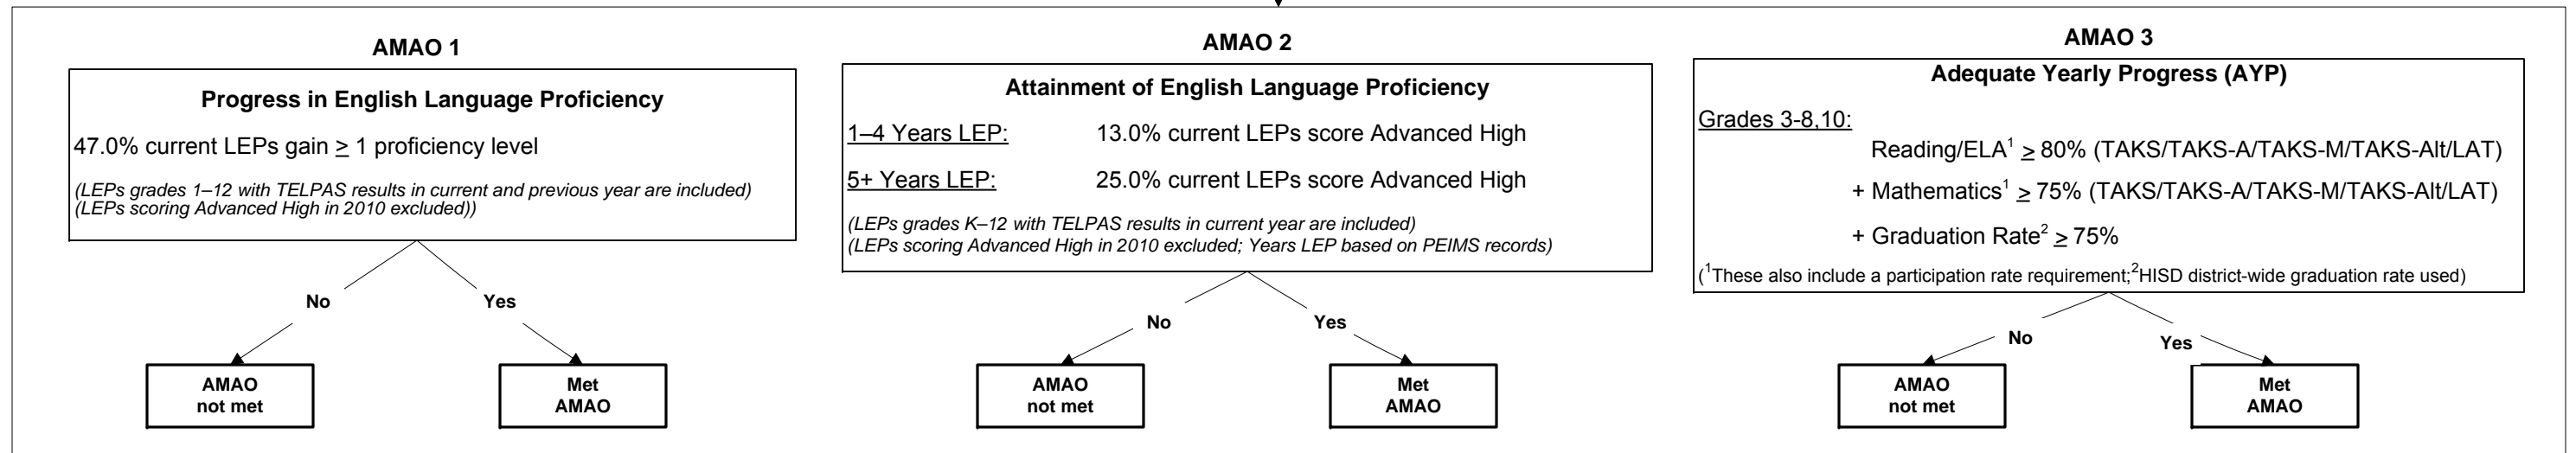 AMAO 1
Progress in English Language Proficiency
47.0% current LEPs gain ≥ 1 proficiency level
(LEPs grades 1–12 with TELPAS results in current and previous year are included)
(LEPs scoring Advanced High in 2010 excluded))
No
Yes
AMAO
not met
Met
AMAO
AMAO 2
Attainment of English Language Proficiency
1–4 Years LEP: 13.0% current LEPs score Advanced High
5+ Years LEP: 25.0% current LEPs score Advanced High
(LEPs grades K–12 with TELPAS results in current year are included)
(LEPs scoring Advanced High in 2010 excluded; Years LEP based on PEIMS records)
No
Yes
AMAO
not met
Met
AMAO
AMAO 3
Adequate Yearly Progress (AYP)
Grades 3-8,10:
Reading/ELA¹ ≥ 80% (TAKS/TAKS-A/TAKS-M/TAKS-Alt/LAT)
+ Mathematics¹ ≥ 75% (TAKS/TAKS-A/TAKS-M/TAKS-Alt/LAT)
+ Graduation Rate² ≥ 75%
(¹These also include a participation rate requirement;²HISD district-wide graduation rate used)
No
Yes
AMAO
not met
Met
AMAO